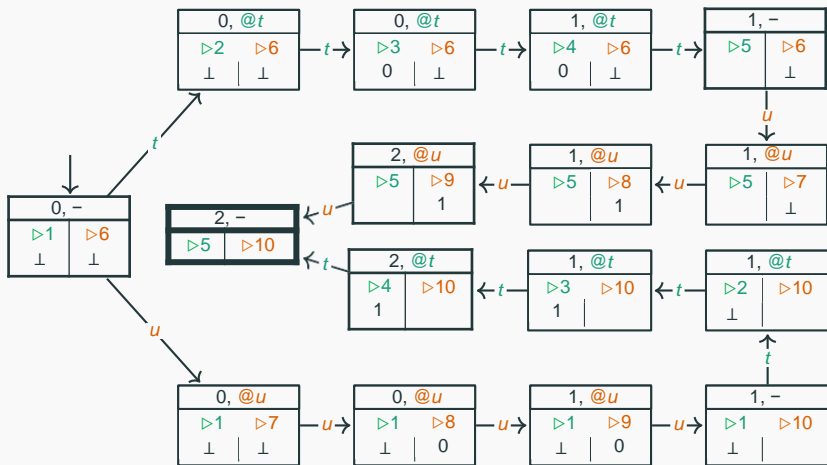 0, @t
▷2 ▷6
⊥ ⊥
t
0, @t
▷3 ▷6
0 ⊥
t
1, @t
▷4 ▷6
0 ⊥
t
1, −
▷5 ▷6
⊥
u
t
0, −
▷1 ▷6
⊥ ⊥
2, −
▷5 ▷10
u
2, @u
▷5 ▷9
1
u
1, @u
▷5 ▷8
1
u
1, @u
▷5 ▷7
⊥
t
2, @t
▷4 ▷10
1
t
1, @t
▷3 ▷10
1
t
1, @t
▷2 ▷10
⊥
u
t
0, @u
▷1 ▷7
⊥ ⊥
u
0, @u
▷1 ▷8
⊥ 0
u
1, @u
▷1 ▷9
⊥ 0
u
1, −
▷1 ▷10
⊥